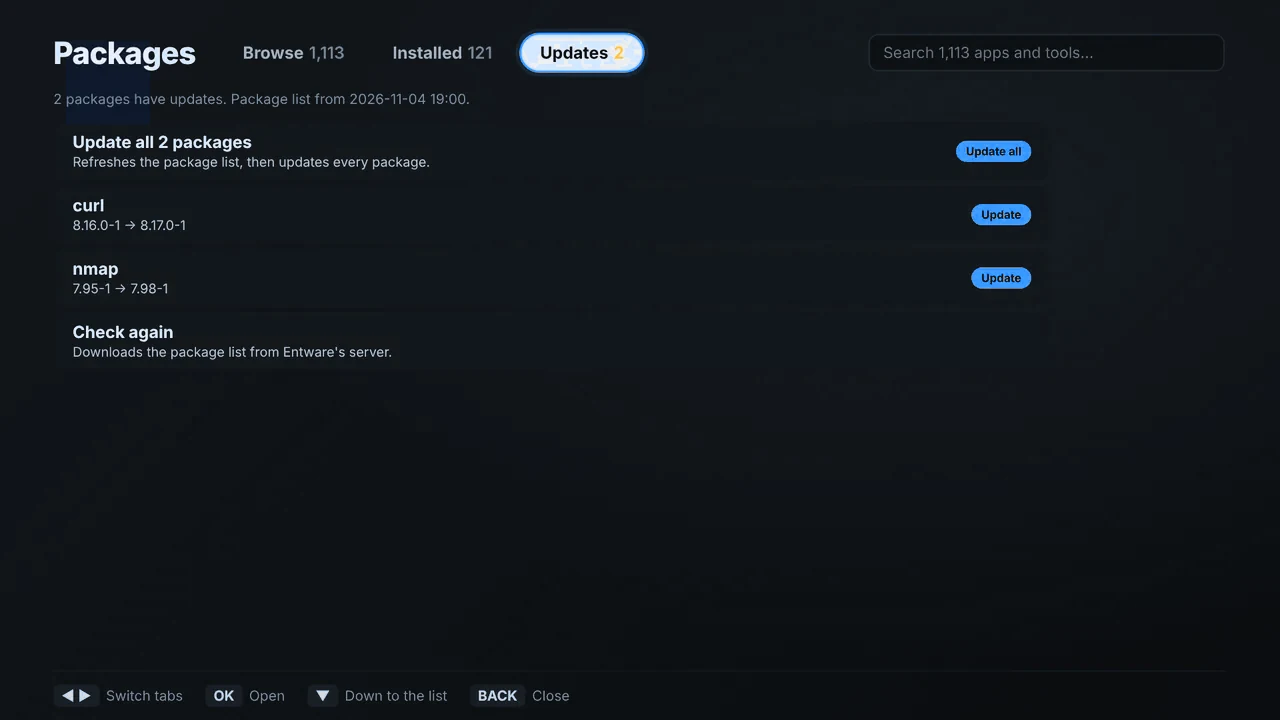 Packages
Browse 1,113
Installed 121
Updates 2
Search 1,113 apps and tools...
2 packages have updates. Package list from 2026-11-04 19:00.
Update all 2 packages
Refreshes the package list, then updates every package.
Update all
curl
8.16.0-1 → 8.17.0-1
Update
nmap
7.95-1 → 7.98-1
Update
Check again
Downloads the package list from Entware's server.
◀ ▶ Switch tabs
OK Open
▼ Down to the list
BACK Close